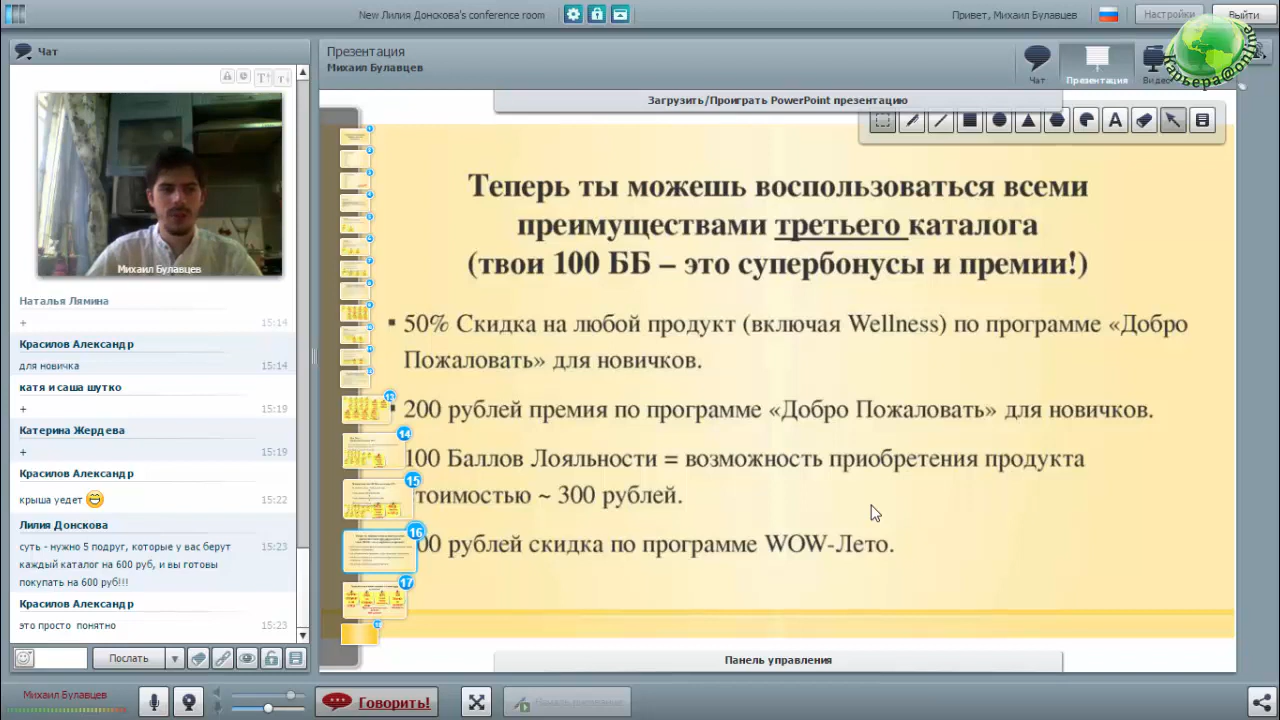 New Лилия Донскова's conference room
Привет, Михаил Булавцев
Настройки
Выйти
Карьера@online
Чат
Презентация
Михаил Булавцев
Чат
Презентация
Загрузить/Проиграть PowerPoint презентацию
Михаил Булавцев
Теперь ты можешь воспользоваться всеми
преимуществами третьего каталога
(твои 100 ББ – это супербонусы и премии!)
50% Скидка на любой продукт (включая Wellness) по программе «Добро
Пожаловать» для новичков.
200 рублей премия по программе «Добро Пожаловать» для новичков.
100 Баллов Лояльности = возможность приобретения продукта
тоимостью ~ 300 рублей.
00 рублей скидка по программе WOW-Лето.
13
14
15
16
17
Наталья Лямина
+ 15:14
Красилов Александр
для новичка 15:14
катя и саша шутко
+ 15:19
Катерина Жердева
+ 15:19
Красилов Александр
крыша уедет 15:22
Лилия Донскова
суть - нужно 5 групп ,которые у вас берут 15:23
каждый каталог на 600 руб, и вы готовы
покупать на 600 руб!!!
Красилов Александр
это просто понятно 15:23
Послать
Панель управления
Михаил Булавцев
Говорить!